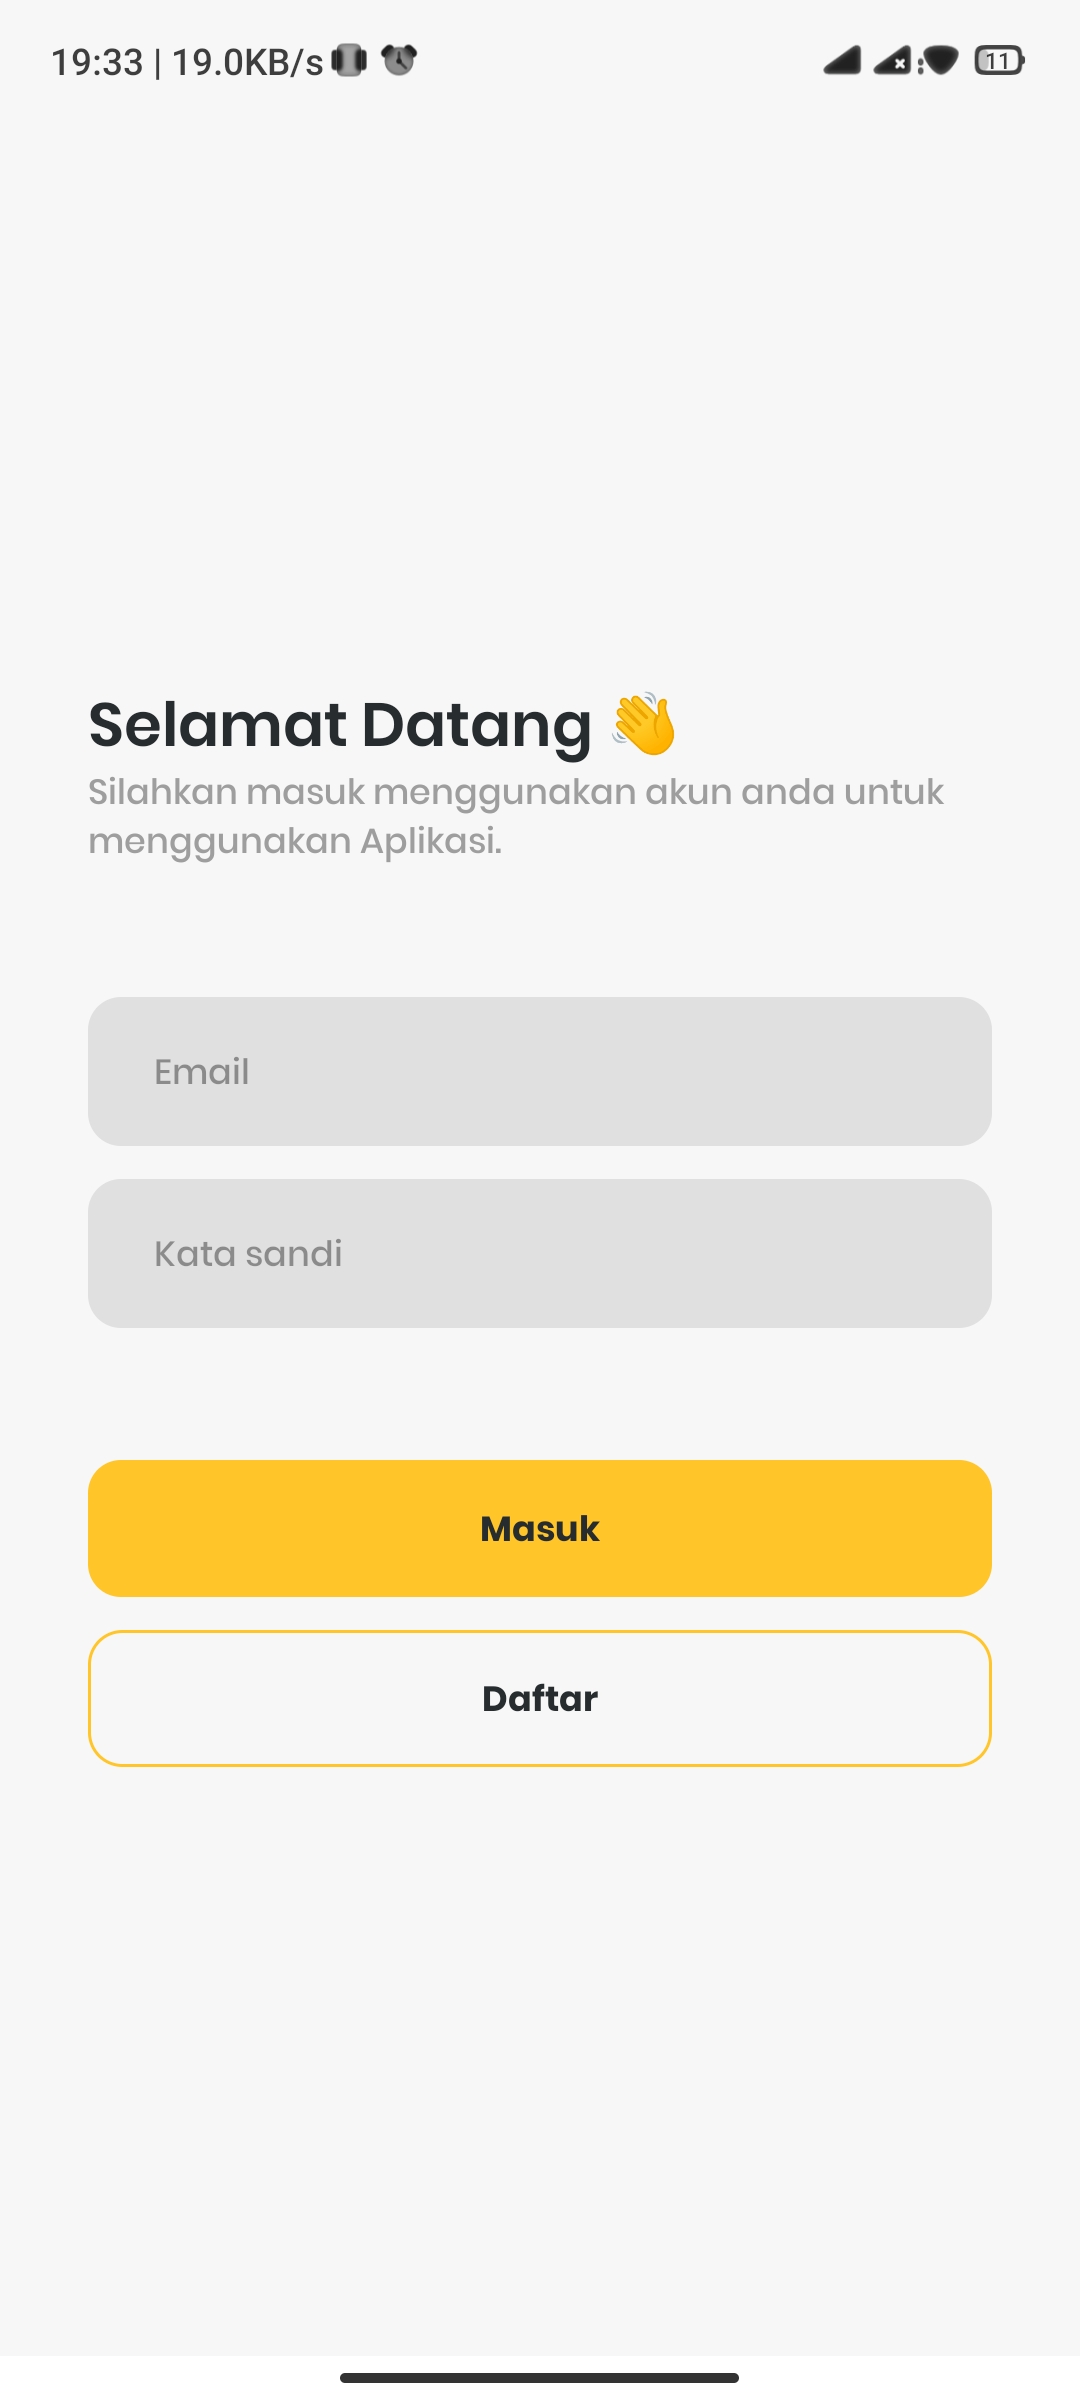 19:33 | 19.0KB/s
11
Selamat Datang 👋
Silahkan masuk menggunakan akun anda untuk
menggunakan Aplikasi.
Email
Kata sandi
Masuk
Daftar